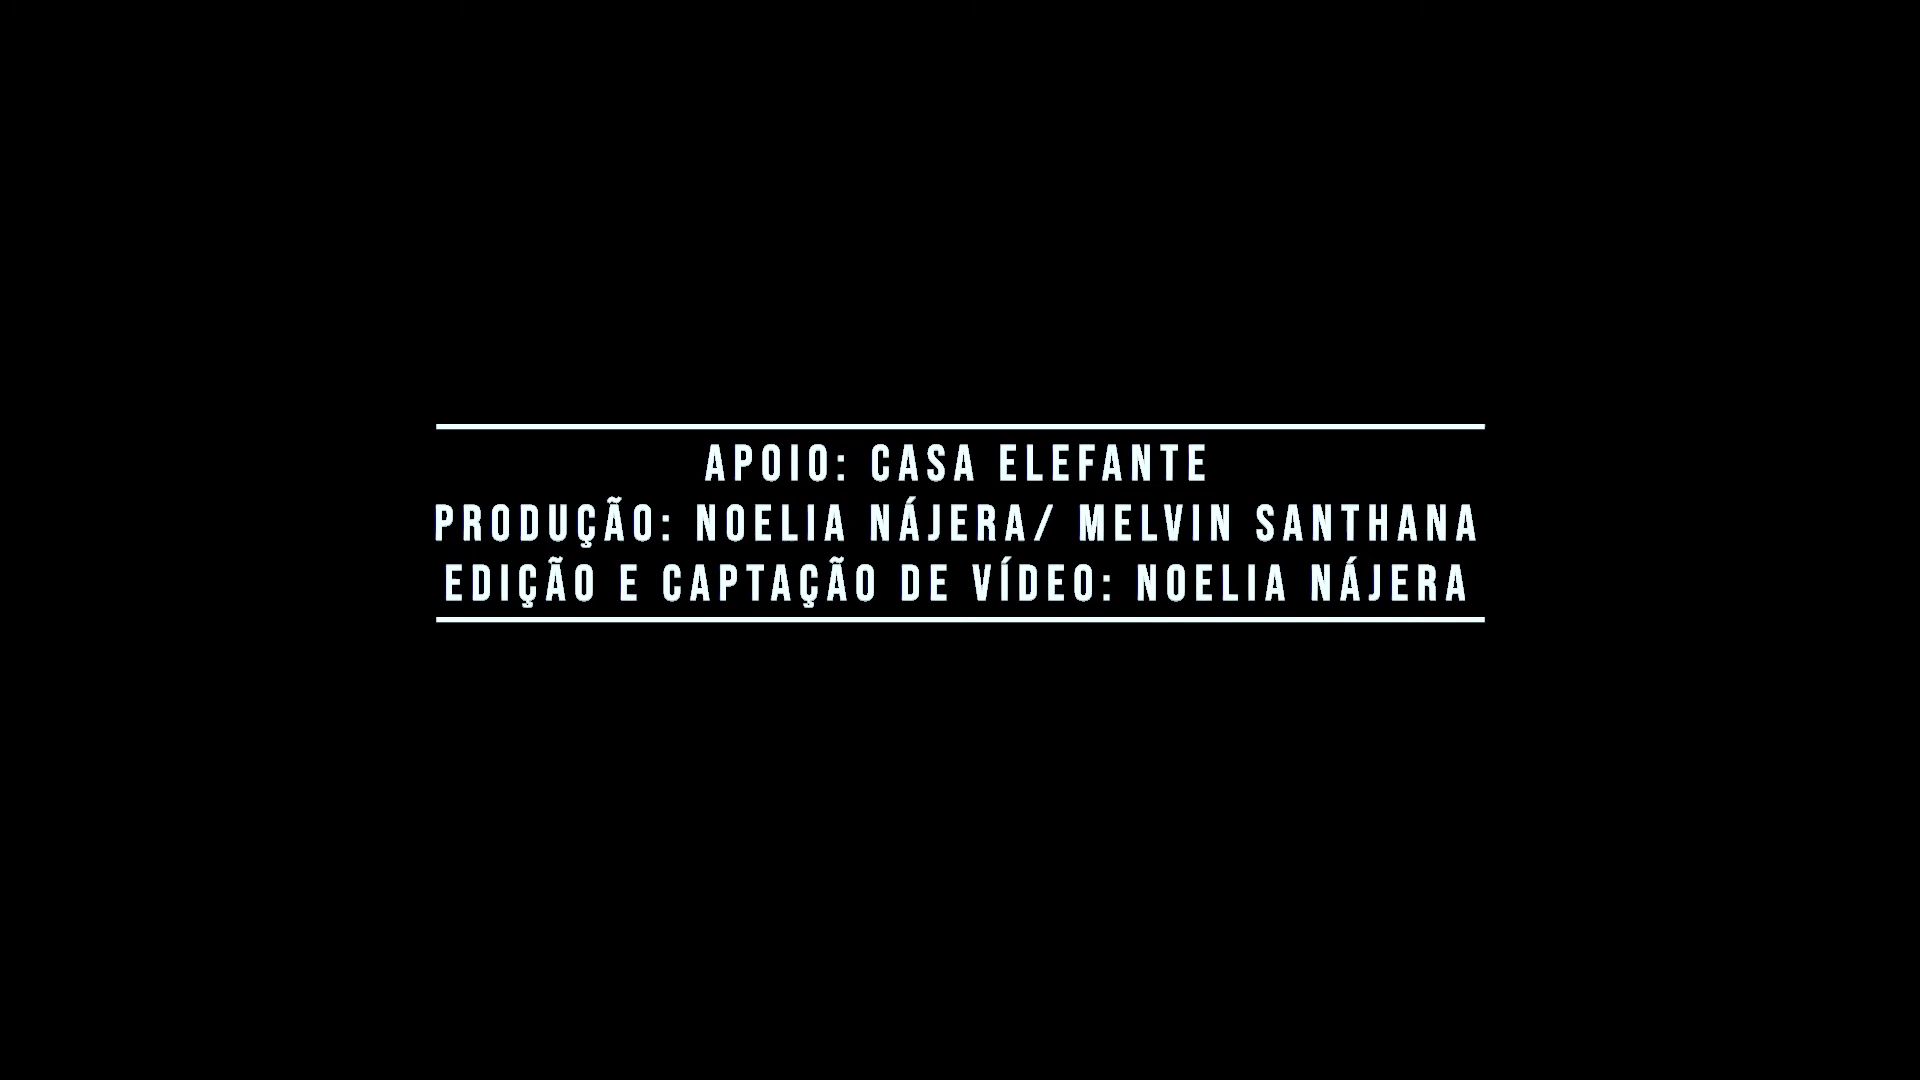 APOIO: CASA ELEFANTE
PRODUÇÃO: NOELIA NÁJERA/ MELVIN SANTHANA
EDIÇÃO E CAPTAÇÃO DE VÍDEO: NOELIA NÁJERA